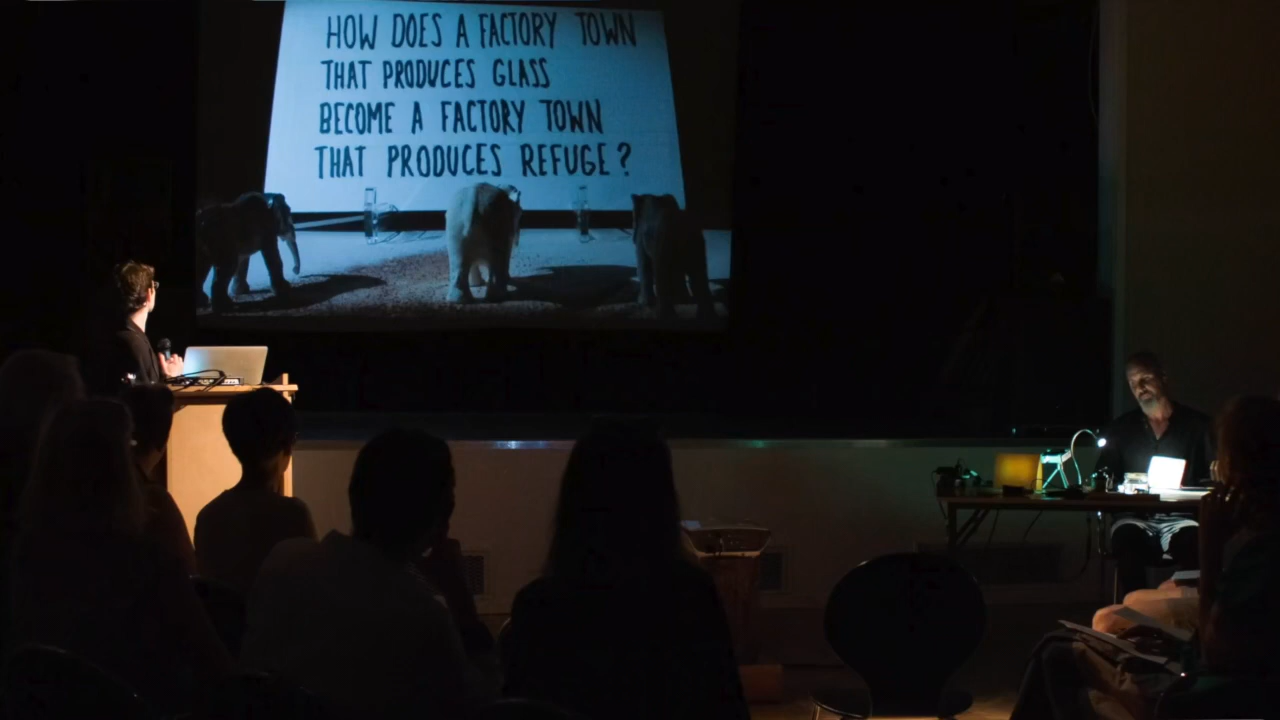 HOW DOES A FACTORY TOWN
THAT PRODUCES GLASS
BECOME A FACTORY TOWN
THAT PRODUCES REFUGE?